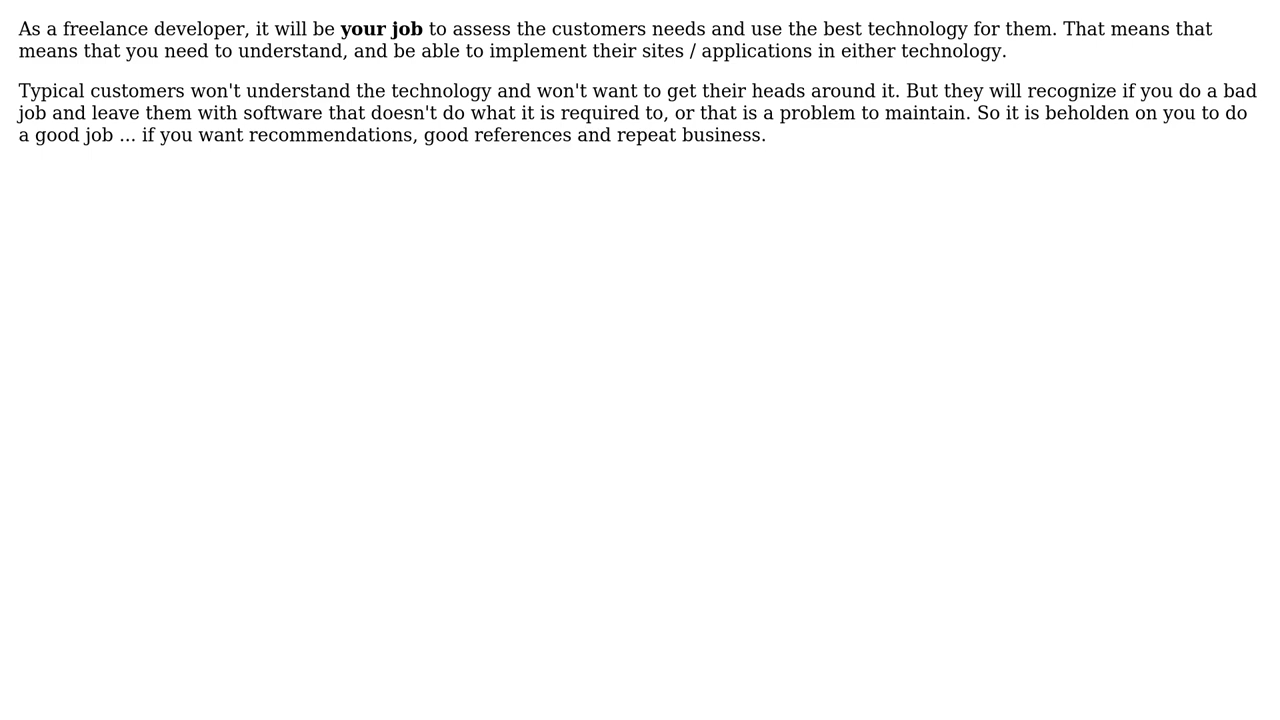 As a freelance developer, it will be your job to assess the customers needs and use the best technology for them. That means that
means that you need to understand, and be able to implement their sites / applications in either technology.
Typical customers won't understand the technology and won't want to get their heads around it. But they will recognize if you do a bad
job and leave them with software that doesn't do what it is required to, or that is a problem to maintain. So it is beholden on you to do
a good job ... if you want recommendations, good references and repeat business.